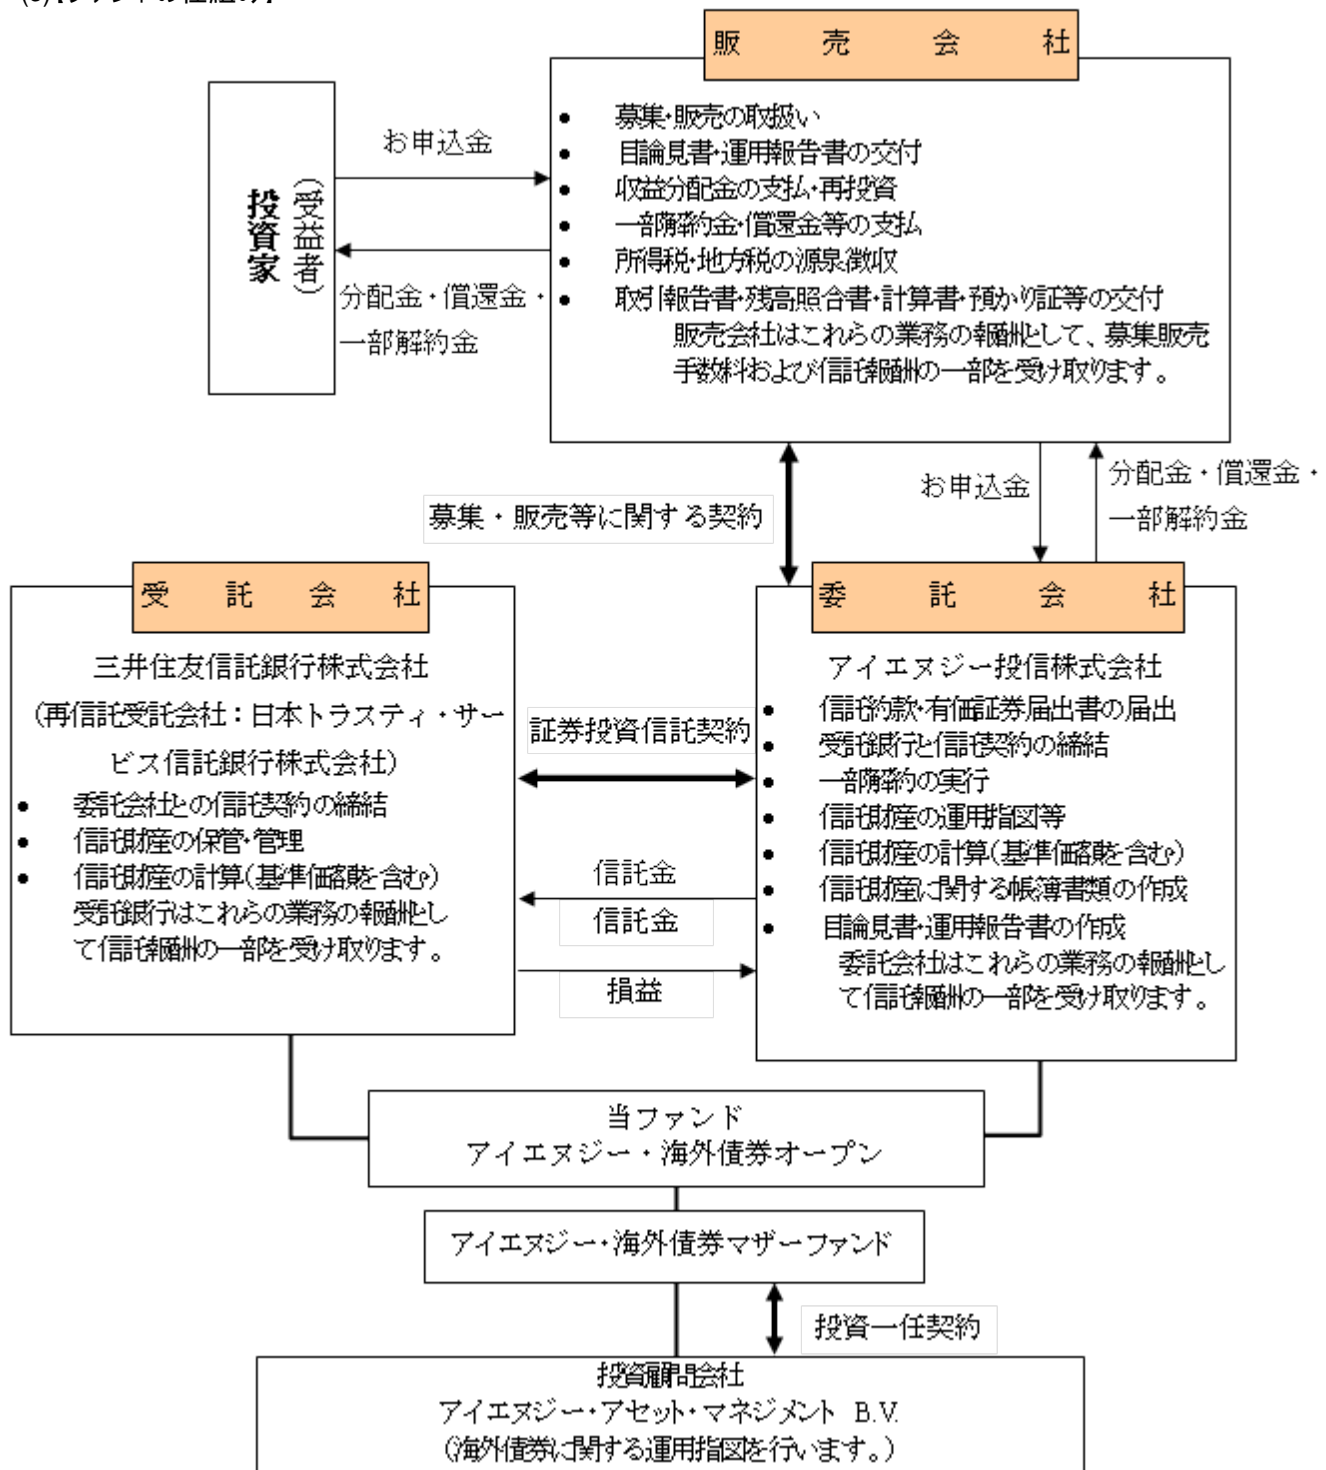 販売会社
投資家
(受益者)
お申込金
分配金・償還金・
一部解約金
● 募集・販売の取扱い
● 目論見書・運用報告書の交付
● 収益分配金の支払・再投資
● 一部解約金・償還金等の支払
● 所得税・地方税の源泉徴収
● 取引報告書・残高照合書・計算書・預かり証等の交付
販売会社はこれらの業務の報酬として、募集販売
手数料および信託報酬の一部を受け取ります。
募集・販売等に関する契約
お申込金
分配金・償還金・
一部解約金
受託会社
三井住友信託銀行株式会社
(再信託受託会社：日本トラスティ・サー
ビス信託銀行株式会社)
● 委託会社との信託契約の締結
● 信託財産の保管・管理
● 信託財産の計算(基準価額を含む)
受託銀行はこれらの業務の報酬とし
て信託報酬の一部を受け取ります。
証券投資信託契約
信託金
信託金
損益
委託会社
アイエヌジー投信株式会社
● 信託約款・有価証券届出書の届出
● 受託銀行と信託契約の締結
● 一部解約の実行
● 信託財産の運用指図等
● 信託財産の計算(基準価額を含む)
● 信託財産に関する帳簿書類の作成
● 目論見書・運用報告書の作成
委託会社はこれらの業務の報酬とし
て信託報酬の一部を受け取ります。
当ファンド
アイエヌジー・海外債券オープン
アイエヌジー・海外債券マザーファンド
投資一任契約
投資顧問会社
アイエヌジー・アセット・マネジメント B.V.
(海外債券に関する運用指図を行います。)